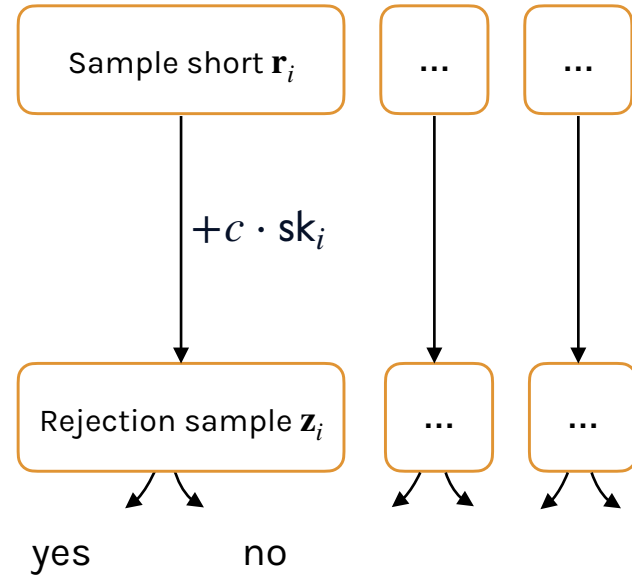 Sample short r_i
...
...
+c · sk_i
Rejection sample z_i
...
...
yes no